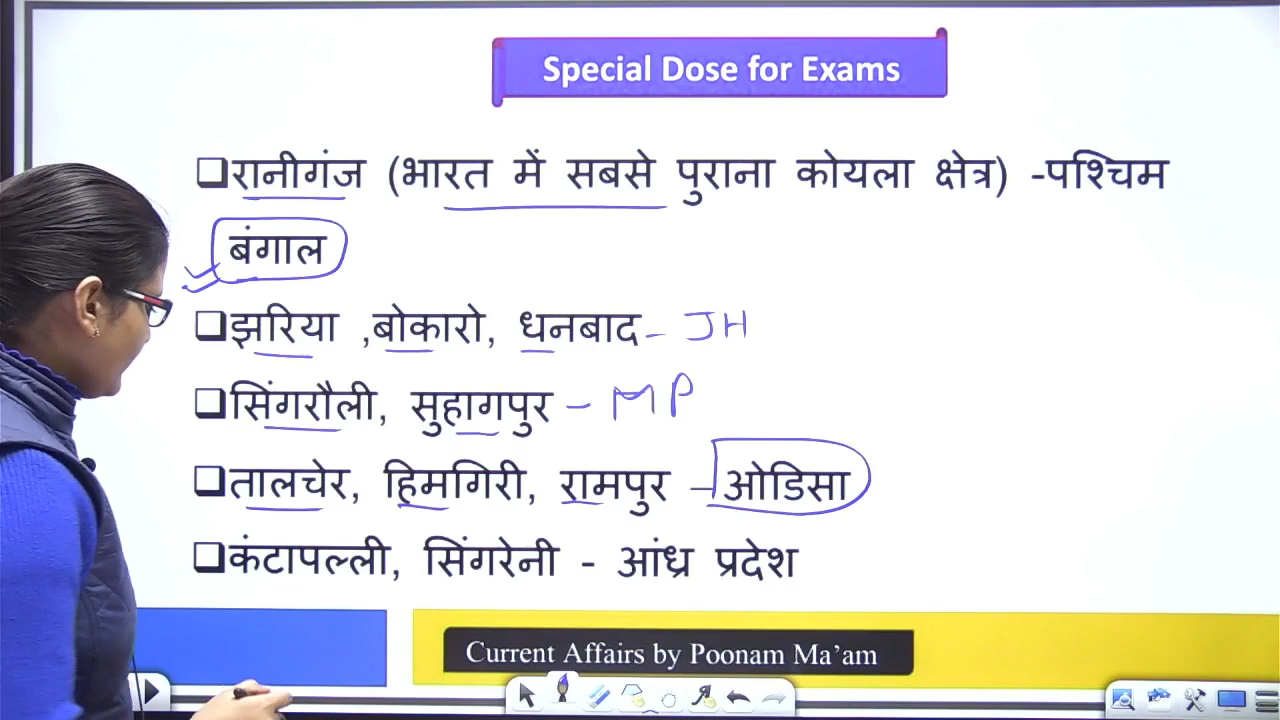 Special Dose for Exams
❑रानीगंज (भारत में सबसे पुराना कोयला क्षेत्र) -पश्चिम
बंगाल
❑झरिया ,बोकारो, धनबाद - JH
❑सिंगरौली, सुहागपुर - MP
❑तालचेर, हिमगिरी, रामपुर - ओडिसा
❑कंटापल्ली, सिंगरेनी - आंध्र प्रदेश
Current Affairs by Poonam Ma'am